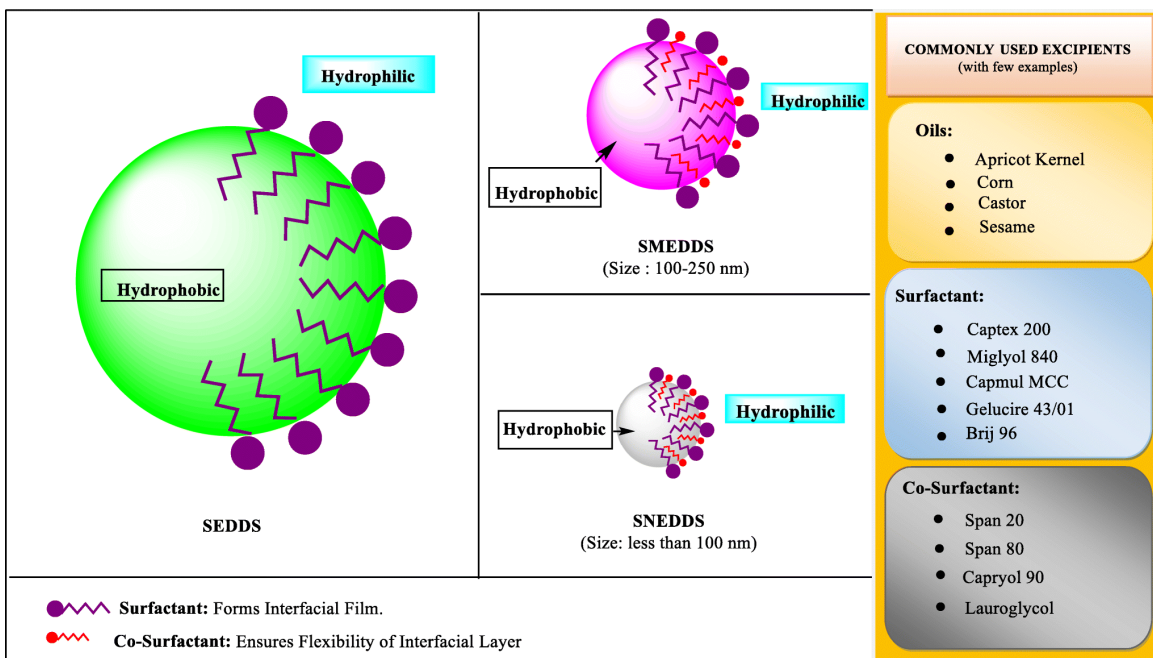 Hydrophilic
Hydrophobic
SEDDS
Hydrophilic
Hydrophobic
SMEDDS
(Size : 100-250 nm)
Hydrophilic
Hydrophobic
SNEDDS
(Size: less than 100 nm)
Surfactant: Forms Interfacial Film.
Co-Surfactant: Ensures Flexibility of Interfacial Layer
COMMONLY USED EXCIPIENTS
(with few examples)
Oils:
Apricot Kernel
Corn
Castor
Sesame
Surfactant:
Captex 200
Miglyol 840
Capmul MCC
Gelucire 43/01
Brij 96
Co-Surfactant:
Span 20
Span 80
Capryol 90
Lauroglycol